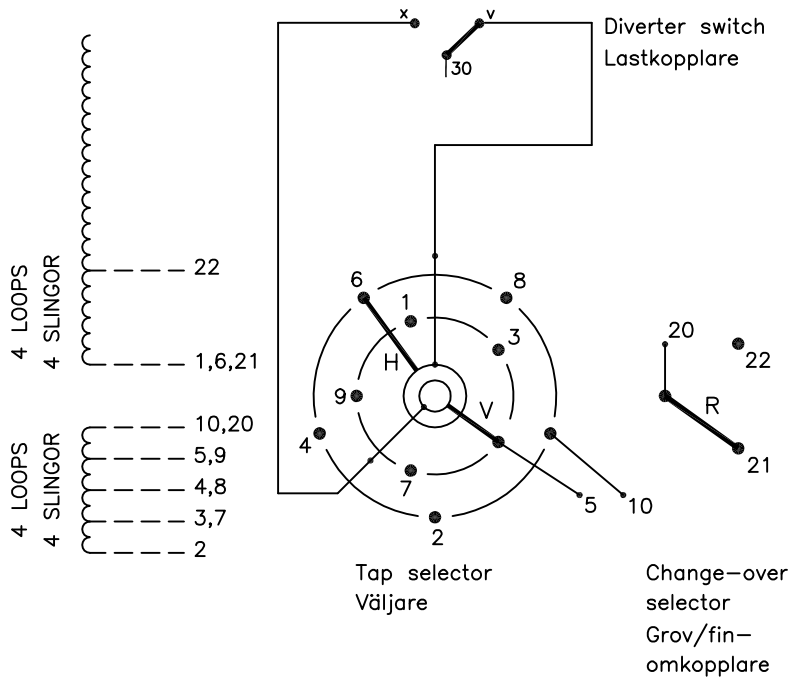 x
v
30
Diverter switch
Lastkopplare
4 LOOPS
4 SLINGOR
22
1,6,21
10,20
5,9
4,8
3,7
2
4 LOOPS
4 SLINGOR
6
8
1
3
H
9
V
4
7
5
10
2
20
22
R
21
Tap selector
Väljare
Change-over
selector
Grov/fin-
omkopplare